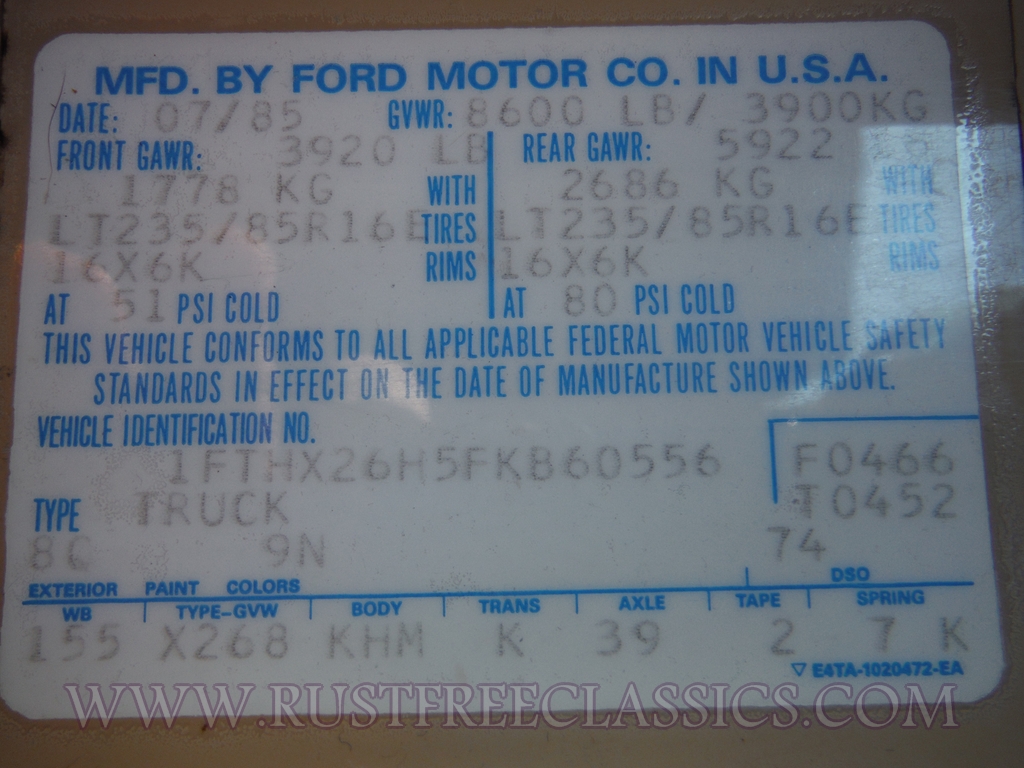 MFD. BY FORD MOTOR CO. IN U.S.A.
DATE: 07/85 GVWR: 8600 LB/ 3900KG
FRONT GAWR: 3920 LB REAR GAWR: 5922
1778 KG WITH 2686 KG WITH
LT235/85R16E TIRES LT235/85R16E TIRES
16X6K RIMS 16X6K RIMS
AT 51 PSI COLD AT 80 PSI COLD
THIS VEHICLE CONFORMS TO ALL APPLICABLE FEDERAL MOTOR VEHICLE SAFETY
STANDARDS IN EFFECT ON THE DATE OF MANUFACTURE SHOWN ABOVE.
VEHICLE IDENTIFICATION NO.
1FTHX26H5FKB60556 F0466
TYPE TRUCK T0452
8C 9N 74
EXTERIOR PAINT COLORS DSO
WB TYPE-GVW BODY TRANS AXLE TAPE SPRING
155 X268 KHM K 39 2 7 K
▽ E4TA-1020472-EA
WWW.RUSTFREECLASSICS.COM